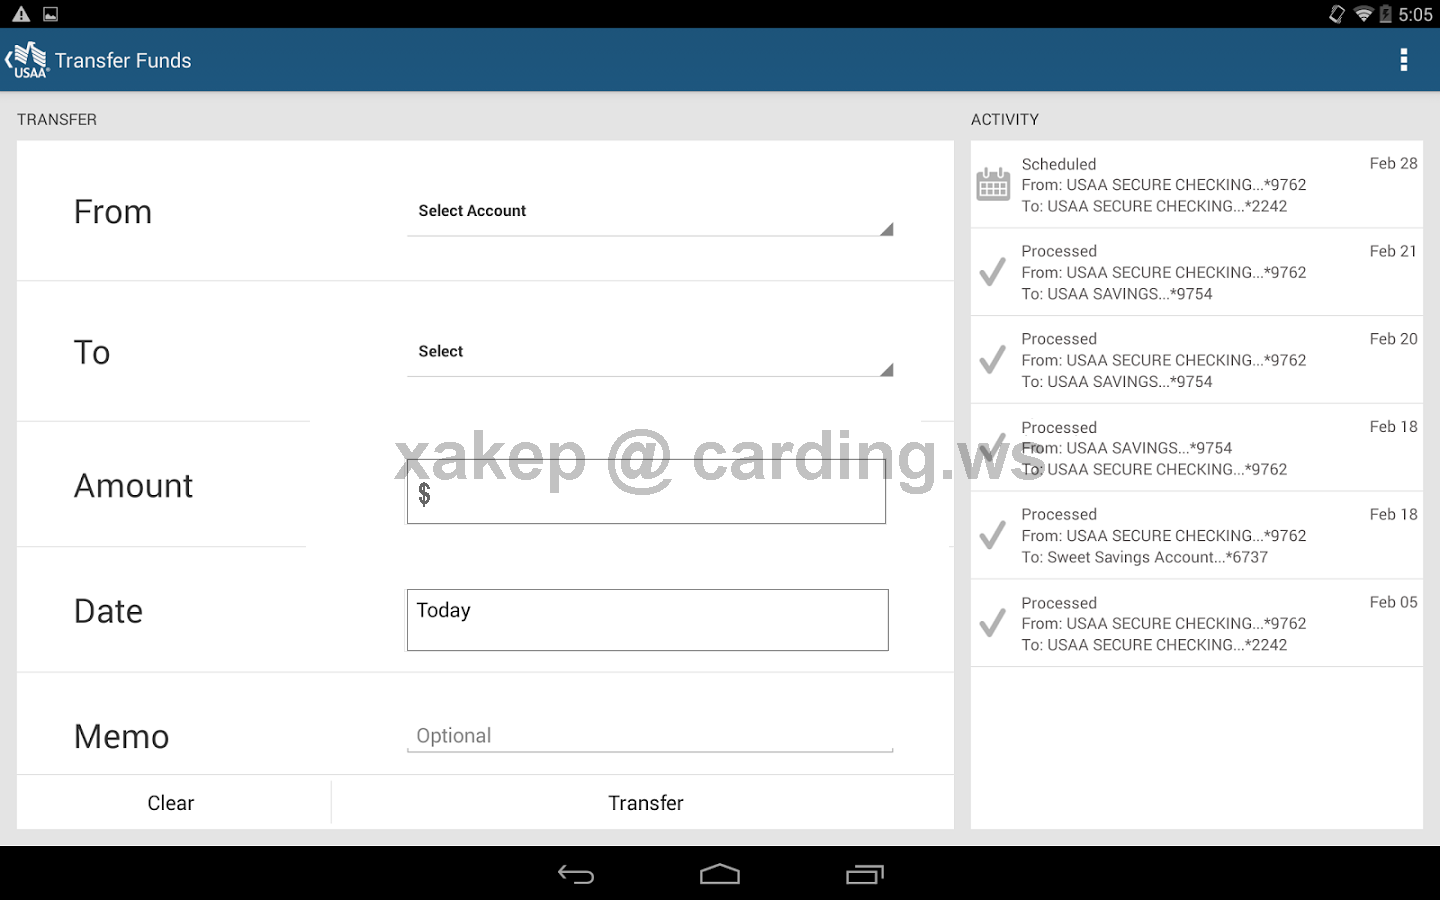 5:05
USAA®
Transfer Funds
TRANSFER
From
Select Account
To
Select
Amount
$
Date
Today
Memo
Optional
Clear
Transfer
ACTIVITY
Scheduled
Feb 28
From: USAA SECURE CHECKING...*9762
To: USAA SECURE CHECKING...*2242
Processed
Feb 21
From: USAA SECURE CHECKING...*9762
To: USAA SAVINGS...*9754
Processed
Feb 20
From: USAA SECURE CHECKING...*9762
To: USAA SAVINGS...*9754
Processed
Feb 18
From: USAA SAVINGS...*9754
To: USAA SECURE CHECKING...*9762
Processed
Feb 18
From: USAA SECURE CHECKING...*9762
To: Sweet Savings Account...*6737
Processed
Feb 05
From: USAA SECURE CHECKING...*9762
To: USAA SECURE CHECKING...*2242
xakep @ carding.ws